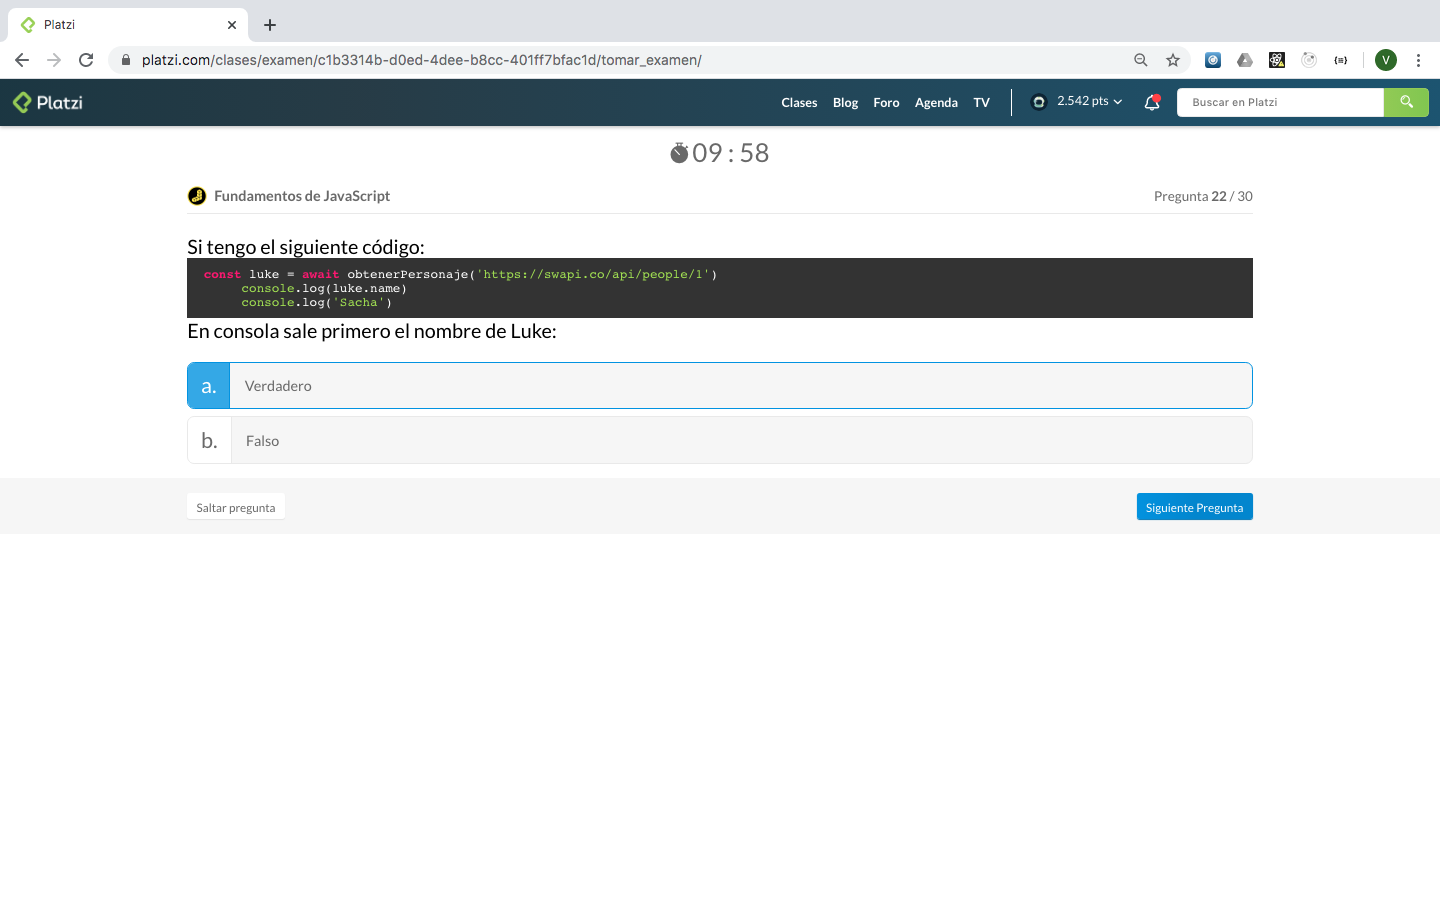 Platzi
platzi.com/clases/examen/c1b3314b-d0ed-4dee-b8cc-401ff7bfac1d/tomar_examen/
V
Platzi
Clases Blog Foro Agenda TV 2.542 pts Buscar en Platzi
09 : 58
Fundamentos de JavaScript Pregunta 22 / 30
Si tengo el siguiente código:
const luke = await obtenerPersonaje('https://swapi.co/api/people/1')
console.log(luke.name)
console.log('Sacha')
En consola sale primero el nombre de Luke:
a. Verdadero
b. Falso
Saltar pregunta Siguiente Pregunta